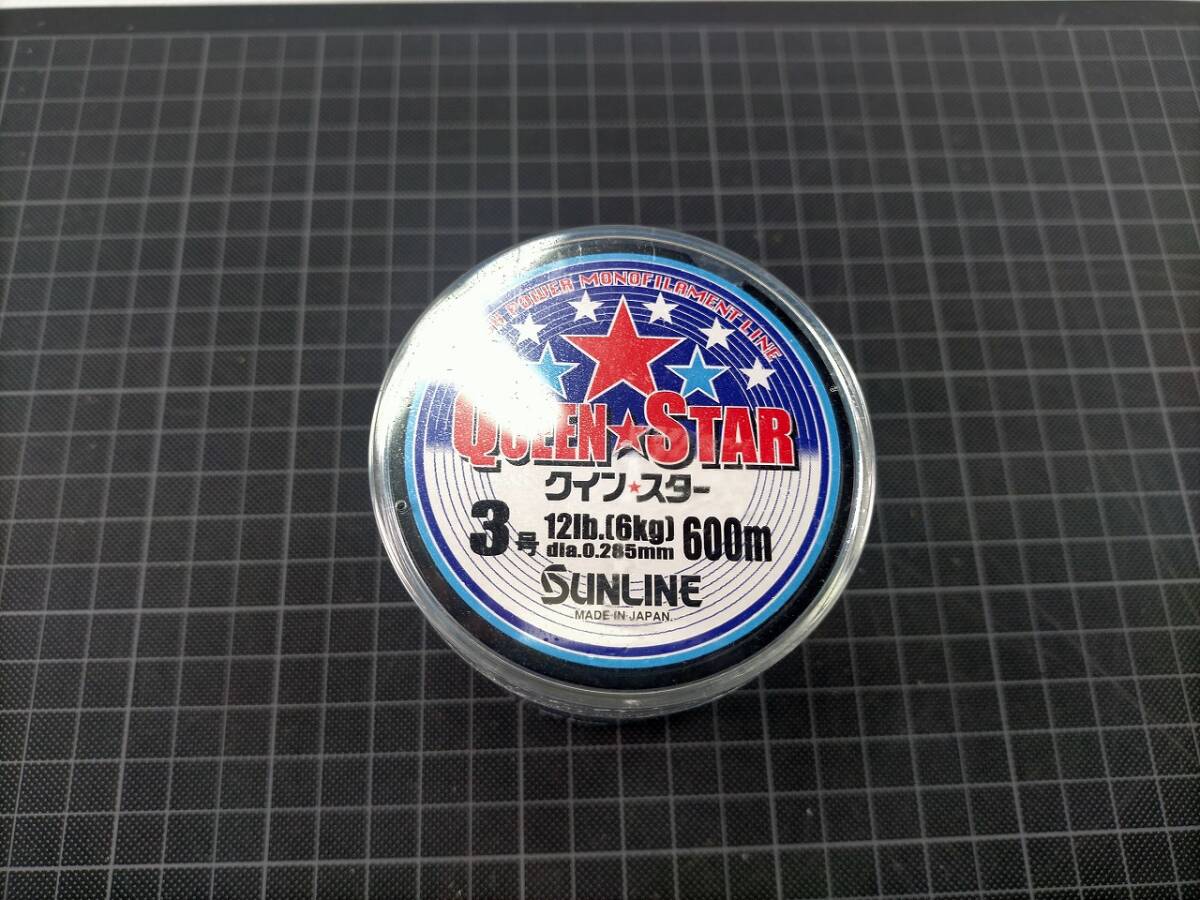 POWER MONOFILAMENT LINE
QUEEN★STAR
クイン★スター
3号 12lb.(6kg) 600m
dia.0.285mm
SUNLINE
MADE IN JAPAN.